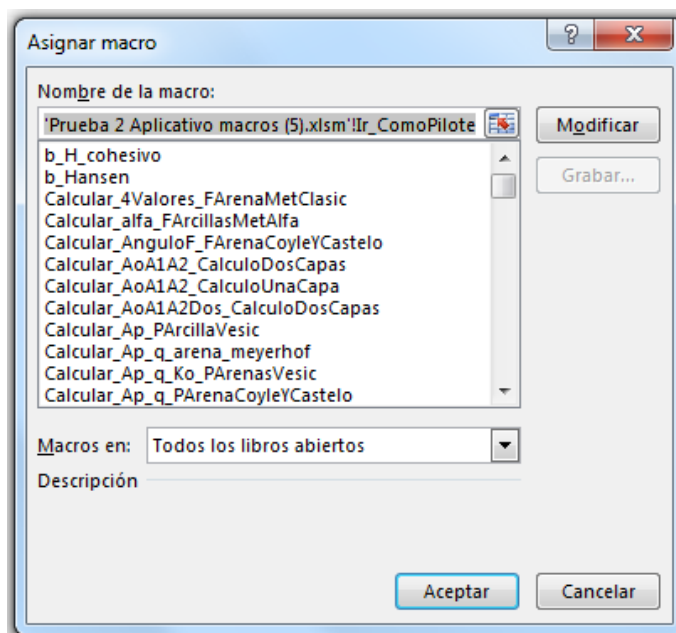 Asignar macro
Nombre de la macro:
'Prueba 2 Aplicativo macros (5).xlsm'!Ir_ComoPilote
Modificar
b_H_cohesivo
b_Hansen
Calcular_4Valores_FArenaMetClasic
Calcular_alfa_FArcillasMetAlfa
Calcular_AnguloF_FArenaCoyleYCastelo
Calcular_AoA1A2_CalculoDosCapas
Calcular_AoA1A2_CalculoUnaCapa
Calcular_AoA1A2Dos_CalculoDosCapas
Calcular_Ap_PArcillaVesic
Calcular_Ap_q_arena_meyerhof
Calcular_Ap_q_Ko_PArenasVesic
Calcular_Ap_q_PArenaCoyleYCastelo
Grabar...
Macros en: Todos los libros abiertos
Descripción
Aceptar Cancelar